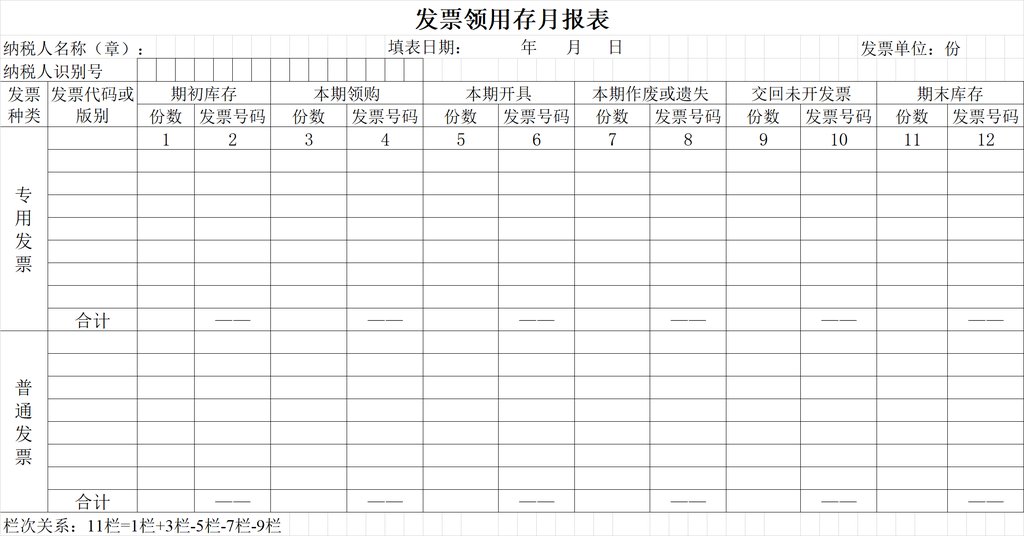 发票领用存月报表
纳税人名称（章）： 填表日期： 年 月 日 发票单位：份
纳税人识别号
发票种类 发票代码或版别 期初库存 本期领购 本期开具 本期作废或遗失 交回未开发票 期末库存
份数 发票号码 份数 发票号码 份数 发票号码 份数 发票号码 份数 发票号码 份数 发票号码
1 2 3 4 5 6 7 8 9 10 11 12
专用发票
合计 —— —— —— —— —— ——
普通发票
合计 —— —— —— —— —— ——
栏次关系：11栏=1栏+3栏-5栏-7栏-9栏